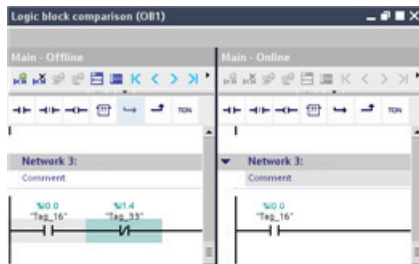 Logic block comparison (OB1)
Main - Offline
Main - Online
TON
TON
Network 3:
Comment
Network 3:
Comment
%I0.0
"Tag_16"
%I1.4
"Tag_33"
%I0.0
"Tag_16"